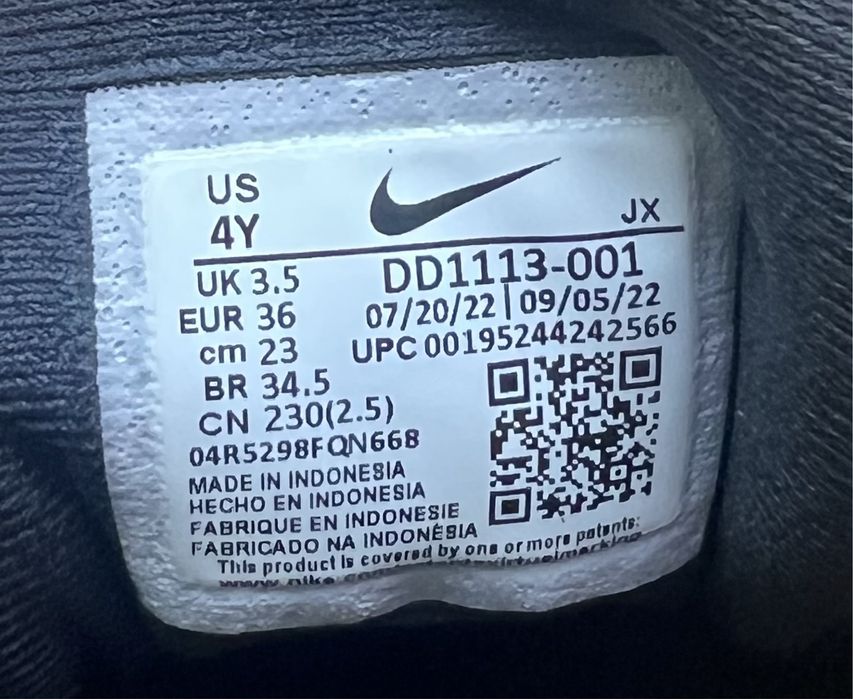 US
4Y
JX
UK 3.5
EUR 36
cm 23
BR 34.5
CN 230(2.5)
DD1113-001
07/20/22 | 09/05/22
UPC 00195244242566
04R5298FQN668
MADE IN INDONESIA
HECHO EN INDONESIA
FABRIQUE EN INDONESIE
FABRICADO NA INDONÉSIA
This product is covered by one or more patents: